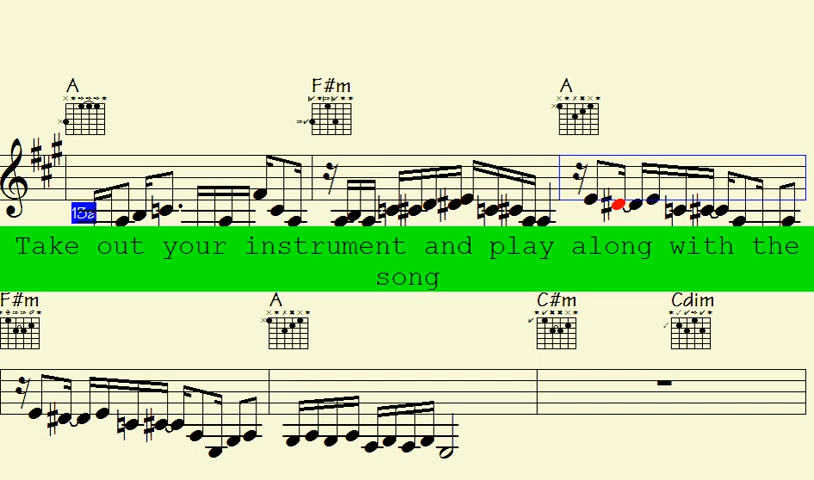 A F#m A
13a
Take out your instrument and play along with the
song
F#m A C#m Cdim